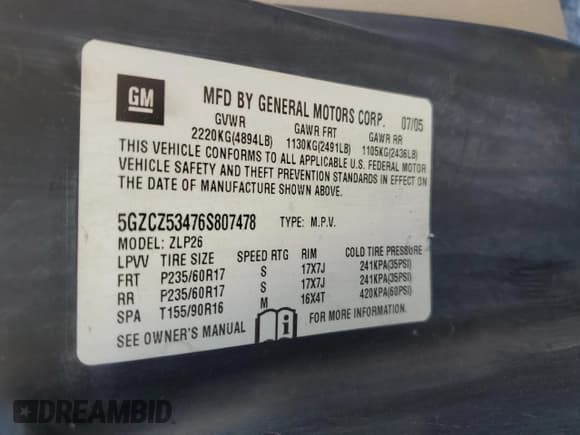 GM
MFD BY GENERAL MOTORS CORP. 07/05
GVWR GAWR FRT GAWR RR
2220KG(4894LB) 1130KG(2491LB) 1105KG(2436LB)
THIS VEHICLE CONFORMS TO ALL APPLICABLE U.S. FEDERAL MOTOR
VEHICLE SAFETY AND THEFT PREVENTION STANDARDS IN EFFECT ON
THE DATE OF MANUFACTURE SHOWN ABOVE.
5GZCZ53476S807478 TYPE: M.P.V.
MODEL: ZLP26
LPVV TIRE SIZE SPEED RTG RIM COLD TIRE PRESSURE
FRT P235/60R17 S 17X7J 241KPA(35PSI)
RR P235/60R17 S 17X7J 241KPA(35PSI)
SPA T155/90R16 M 16X4T 420KPA(60PSI)
SEE OWNER'S MANUAL FOR MORE INFORMATION.
DREAMBID